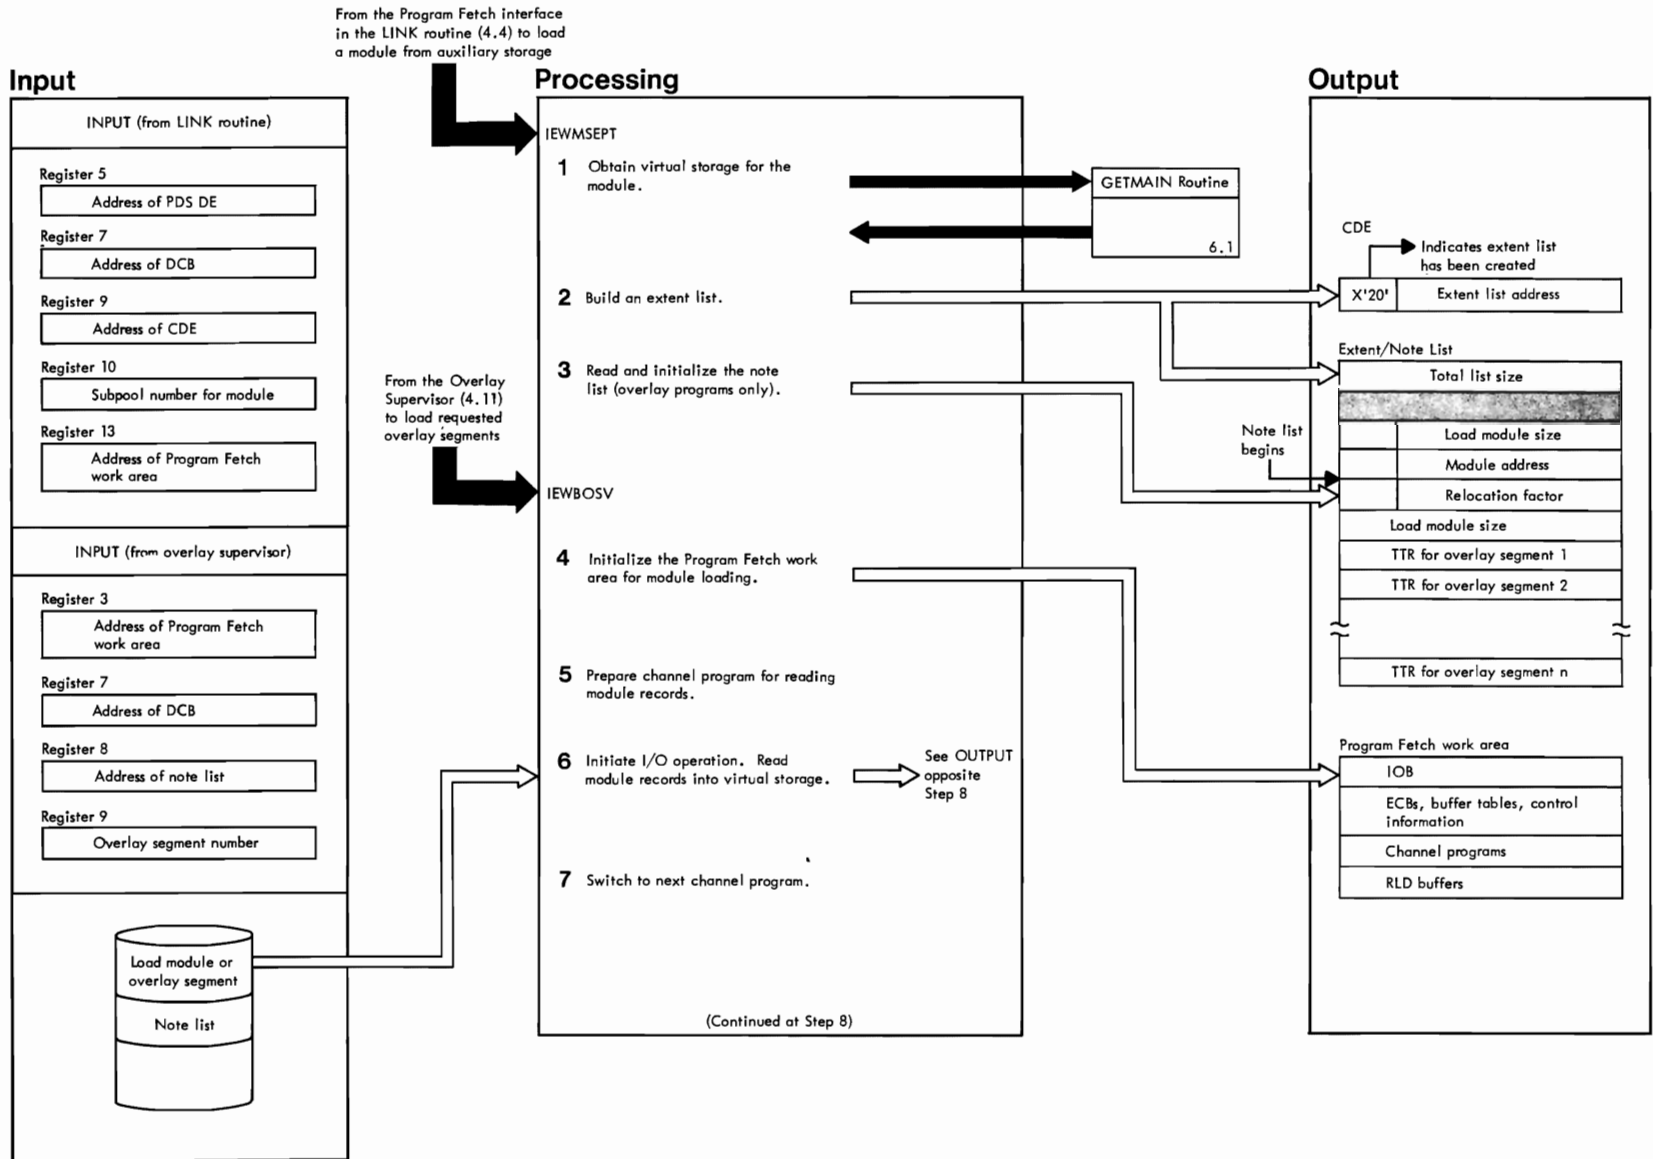 From the Program Fetch interface
in the LINK routine (4.4) to load
a module from auxiliary storage
Input
INPUT (from LINK routine)
Register 5
Address of PDS DE
Register 7
Address of DCB
Register 9
Address of CDE
Register 10
Subpool number for module
Register 13
Address of Program Fetch
work area
INPUT (from overlay supervisor)
Register 3
Address of Program Fetch
work area
Register 7
Address of DCB
Register 8
Address of note list
Register 9
Overlay segment number
Load module or
overlay segment
Note list
From the Overlay
Supervisor (4.11)
to load requested
overlay segments
Processing
IEWMSEPT
1 Obtain virtual storage for the
module.
GETMAIN Routine
6.1
2 Build an extent list.
3 Read and initialize the note
list (overlay programs only).
IEWBOSV
4 Initialize the Program Fetch work
area for module loading.
5 Prepare channel program for reading
module records.
6 Initiate I/O operation. Read
module records into virtual storage.
See OUTPUT
opposite
Step 8
7 Switch to next channel program.
(Continued at Step 8)
Output
CDE
Indicates extent list
has been created
X'20' Extent list address
Extent/Note List
Total list size
Load module size
Note list
begins
Module address
Relocation factor
Load module size
TTR for overlay segment 1
TTR for overlay segment 2
TTR for overlay segment n
Program Fetch work area
IOB
ECBs, buffer tables, control
information
Channel programs
RLD buffers